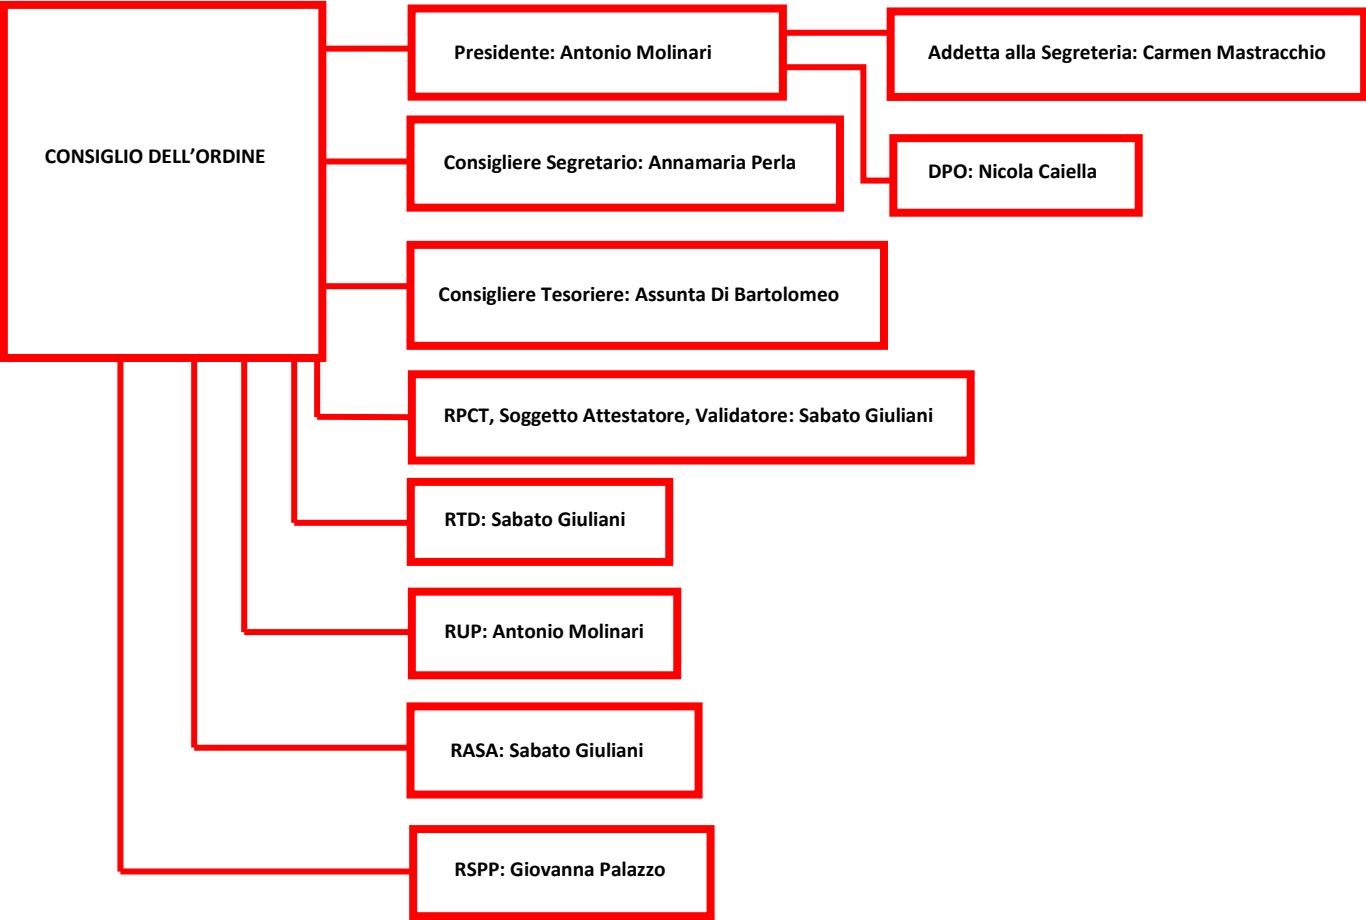 CONSIGLIO DELL’ORDINE
Presidente: Antonio Molinari
Addetta alla Segreteria: Carmen Mastracchio
DPO: Nicola Caiella
Consigliere Segretario: Annamaria Perla
Consigliere Tesoriere: Assunta Di Bartolomeo
RPCT, Soggetto Attestatore, Validatore: Sabato Giuliani
RTD: Sabato Giuliani
RUP: Antonio Molinari
RASA: Sabato Giuliani
RSPP: Giovanna Palazzo